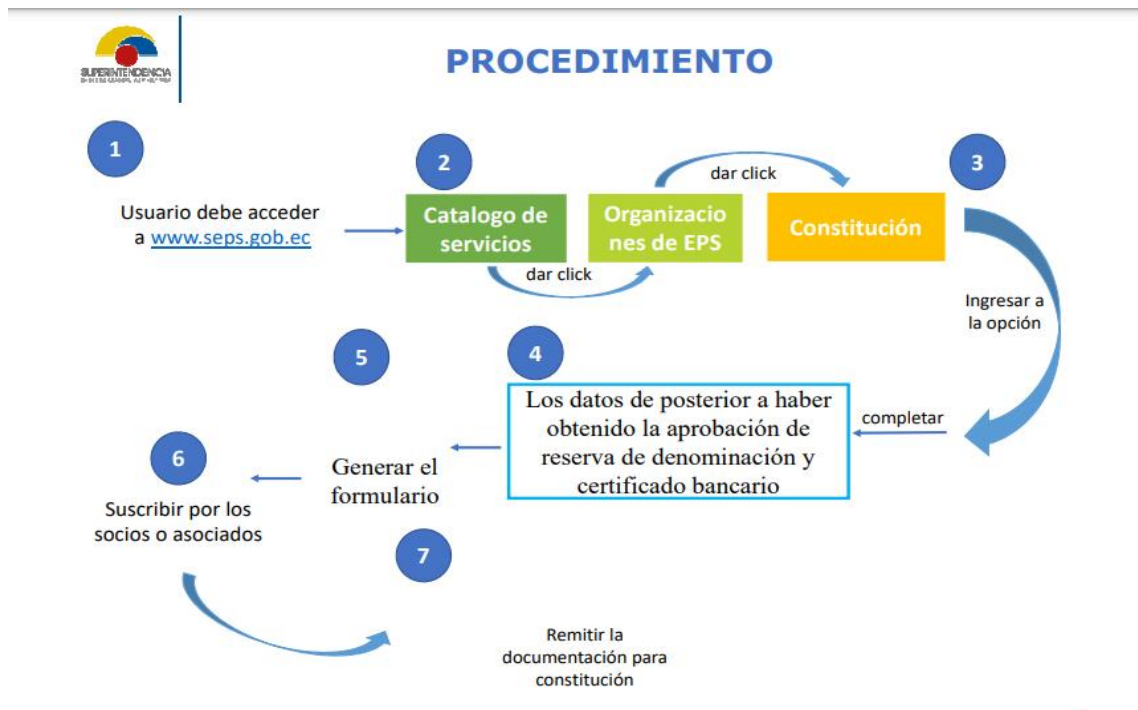 SUPERINTENDENCIA
PROCEDIMIENTO
1
Usuario debe acceder
a www.seps.gob.ec
2
Catalogo de
servicios
dar click
Organizacio
nes de EPS
dar click
Constitución
3
Ingresar a
la opción
completar
4
Los datos de posterior a haber
obtenido la aprobación de
reserva de denominación y
certificado bancario
5
Generar el
formulario
6
Suscribir por los
socios o asociados
7
Remitir la
documentación para
constitución